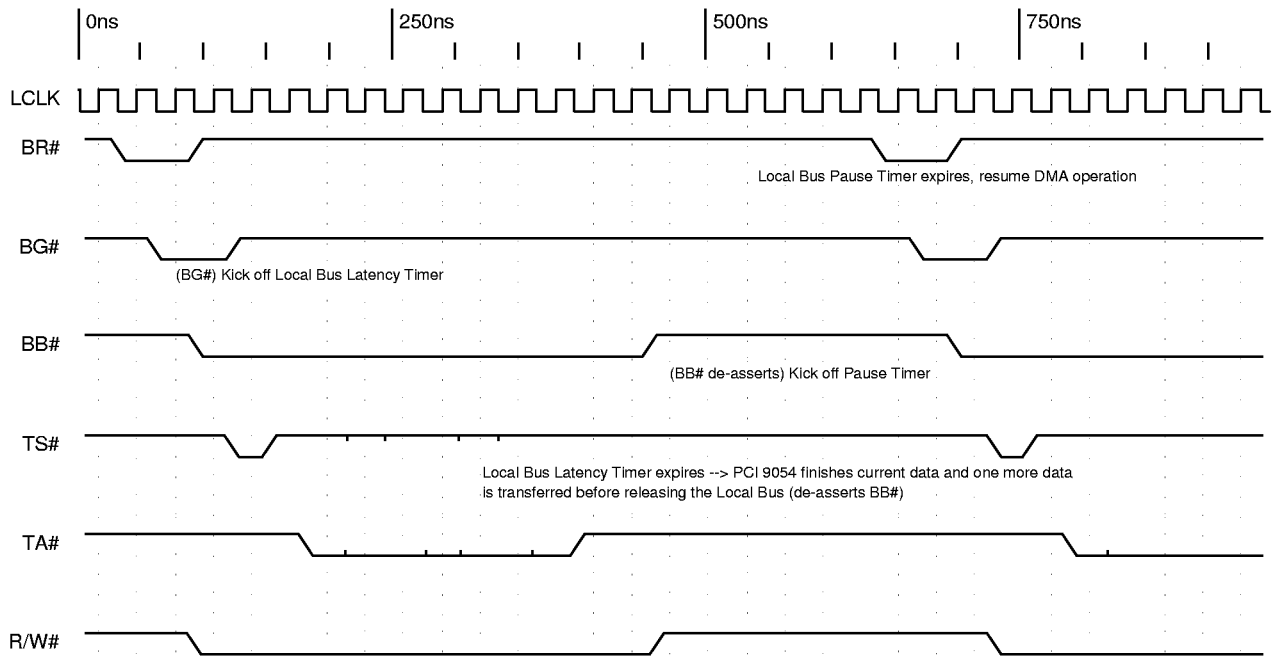 0ns
250ns
500ns
750ns
LCLK
BR#
Local Bus Pause Timer expires, resume DMA operation
BG#
(BG#) Kick off Local Bus Latency Timer
BB#
(BB# de-asserts) Kick off Pause Timer
TS#
Local Bus Latency Timer expires --> PCI 9054 finishes current data and one more data
is transferred before releasing the Local Bus (de-asserts BB#)
TA#
R/W#